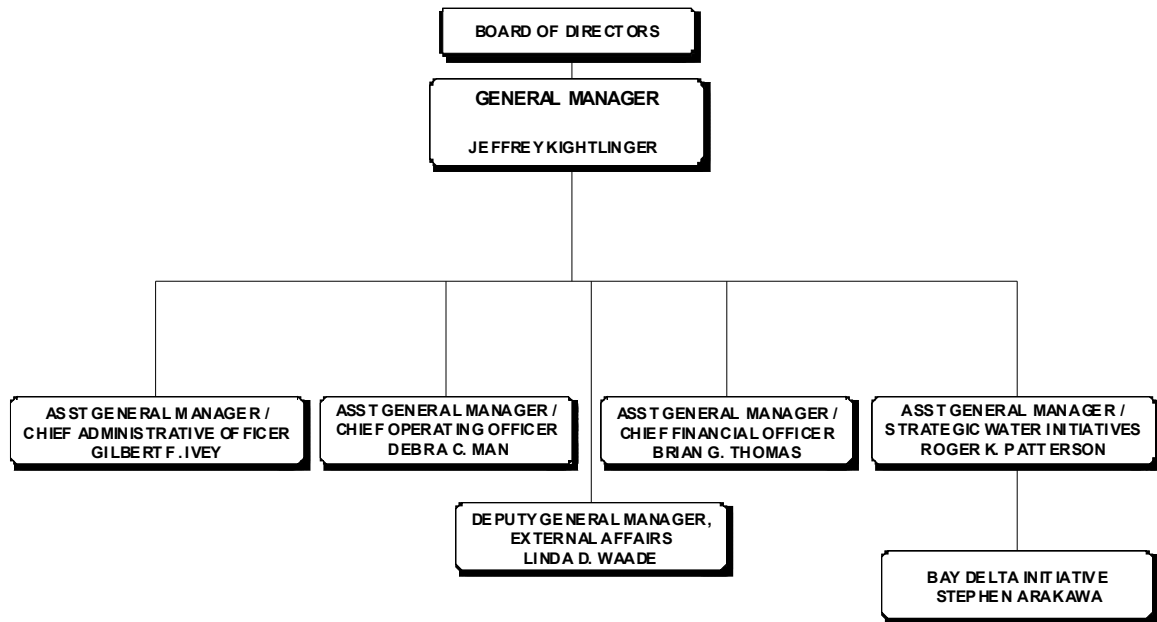 BOARD OF DIRECTORS
GENERAL MANAGER
JEFFREY KIGHTLINGER
ASST GENERAL MANAGER /
CHIEF ADMINISTRATIVE OFFICER
GILBERT F. IVEY
ASST GENERAL MANAGER /
CHIEF OPERATING OFFICER
DEBRA C. MAN
ASST GENERAL MANAGER /
CHIEF FINANCIAL OFFICER
BRIAN G. THOMAS
ASST GENERAL MANAGER /
STRATEGIC WATER INITIATIVES
ROGER K. PATTERSON
DEPUTY GENERAL MANAGER,
EXTERNAL AFFAIRS
LINDA D. WAADE
BAY DELTA INITIATIVE
STEPHEN ARAKAWA